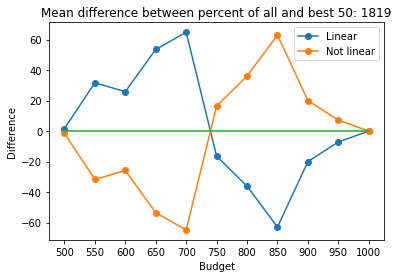 Mean difference between percent of all and best 50: 1819
Linear
Not linear
60
40
20
0
−20
−40
−60
Difference
500 550 600 650 700 750 800 850 900 950 1000
Budget